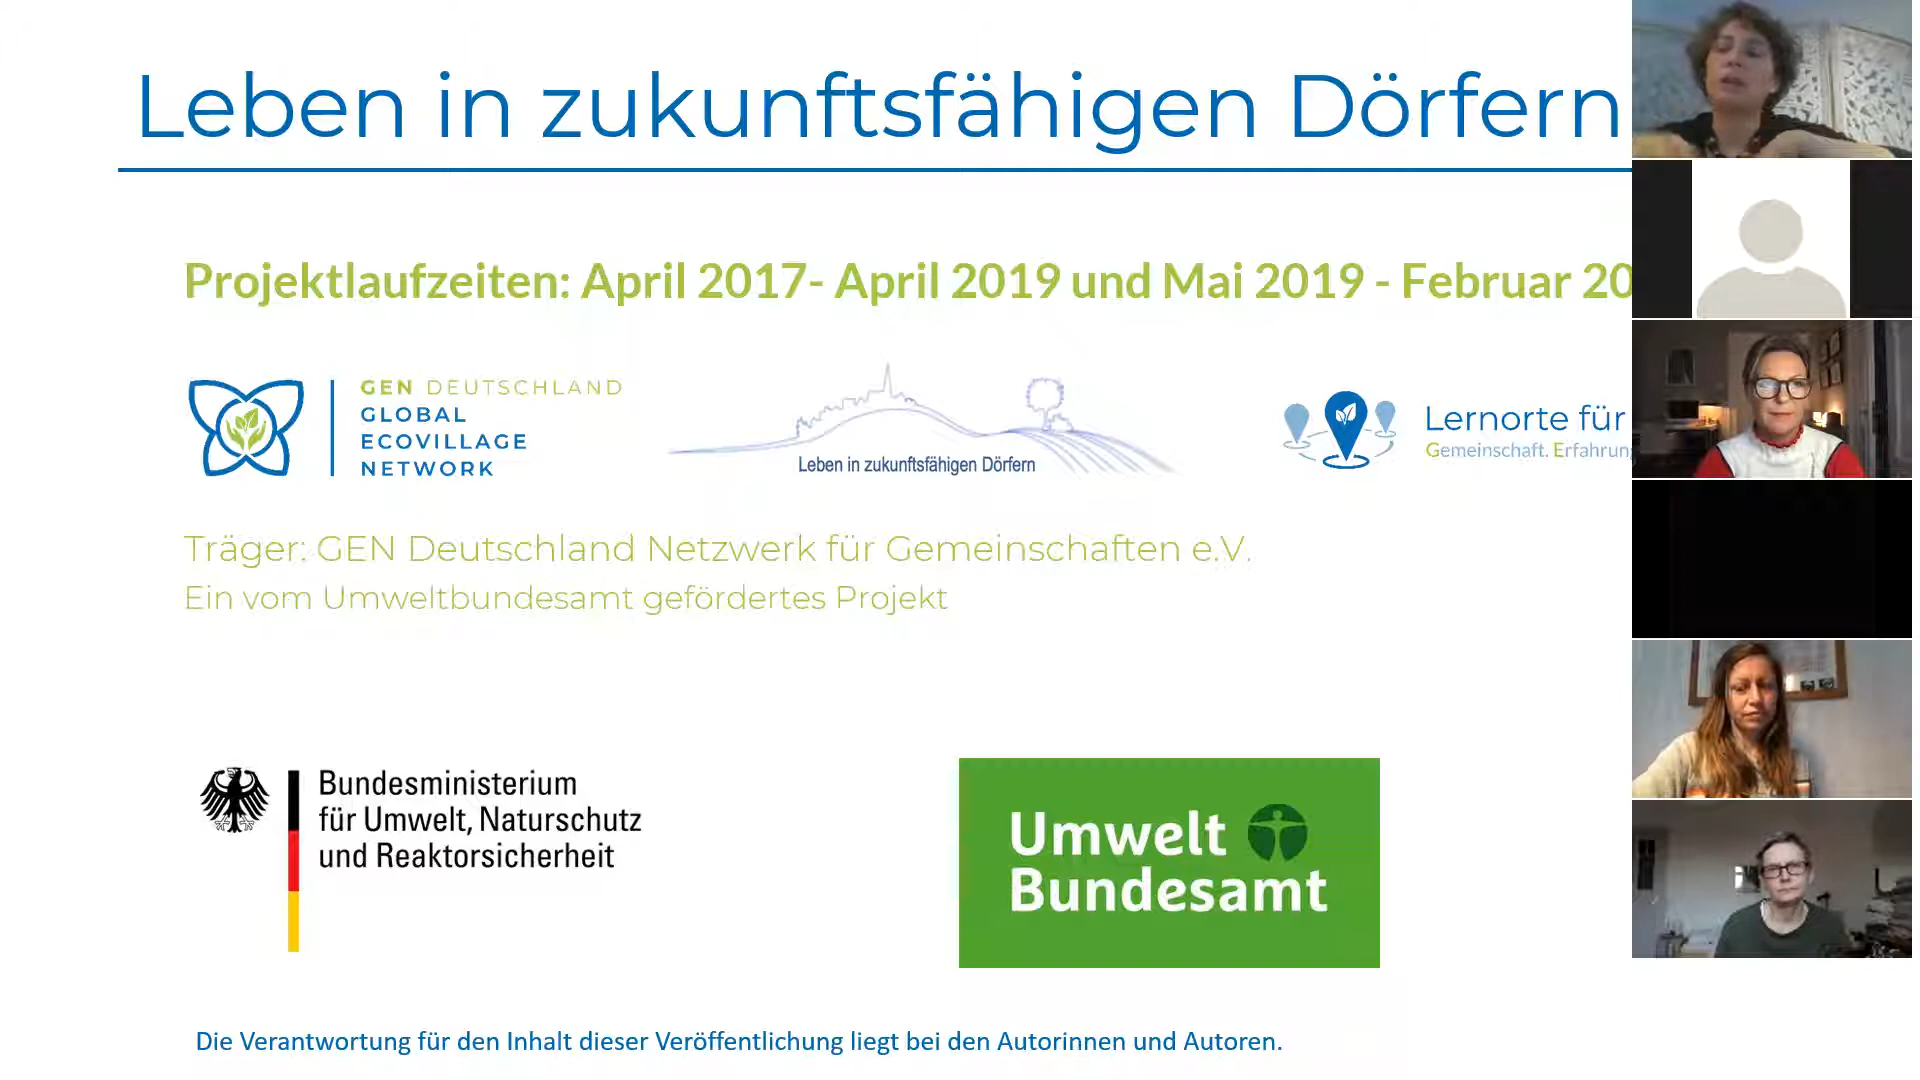 Leben in zukunftsfähigen Dörfern
Projektlaufzeiten: April 2017- April 2019 und Mai 2019 - Februar 20
GEN DEUTSCHLAND
GLOBAL
ECOVILLAGE
NETWORK
Leben in zukunftsfähigen Dörfern
Lernorte für
Gemeinschaft. Erfahrung
Träger: GEN Deutschland Netzwerk für Gemeinschaften e.V.
Ein vom Umweltbundesamt gefördertes Projekt
Bundesministerium
für Umwelt, Naturschutz
und Reaktorsicherheit
Umwelt
Bundesamt
Die Verantwortung für den Inhalt dieser Veröffentlichung liegt bei den Autorinnen und Autoren.